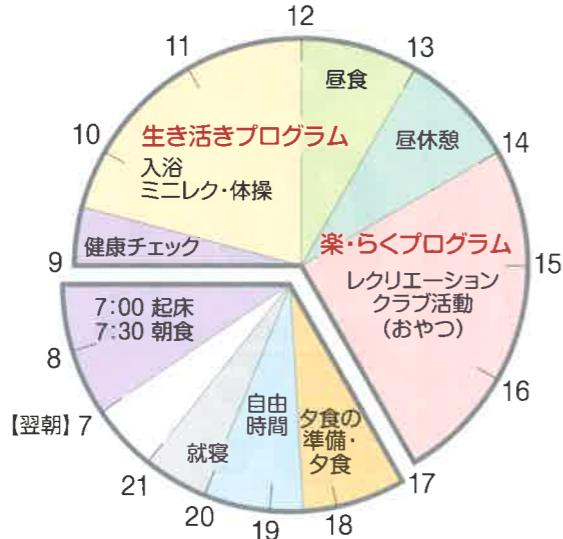 12
13
14
15
16
17
18
19
20
21
【翌朝】7
8
9
10
11
昼食
昼休憩
楽・らくプログラム
レクリエーション
クラブ活動
(おやつ)
夕食の
準備・
夕食
自由
時間
就寝
7:00 起床
7:30 朝食
健康チェック
生き活きプログラム
入浴
ミニレク・体操